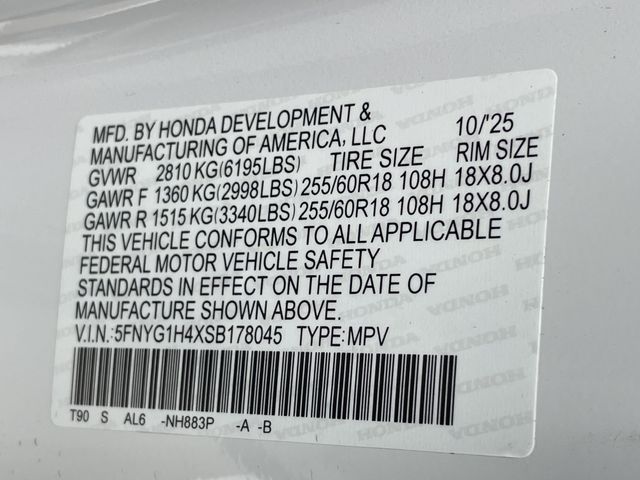 MFD. BY HONDA DEVELOPMENT &
MANUFACTURING OF AMERICA, LLC 10/'25
GVWR 2810 KG(6195LBS) TIRE SIZE RIM SIZE
GAWR F 1360 KG(2998LBS) 255/60R18 108H 18X8.0J
GAWR R 1515 KG(3340LBS) 255/60R18 108H 18X8.0J
THIS VEHICLE CONFORMS TO ALL APPLICABLE
FEDERAL MOTOR VEHICLE SAFETY
STANDARDS IN EFFECT ON THE DATE OF
MANUFACTURE SHOWN ABOVE.
V.I.N.:5FNYG1H4XSB178045 TYPE:MPV
T90 S AL6 -NH883P -A -B